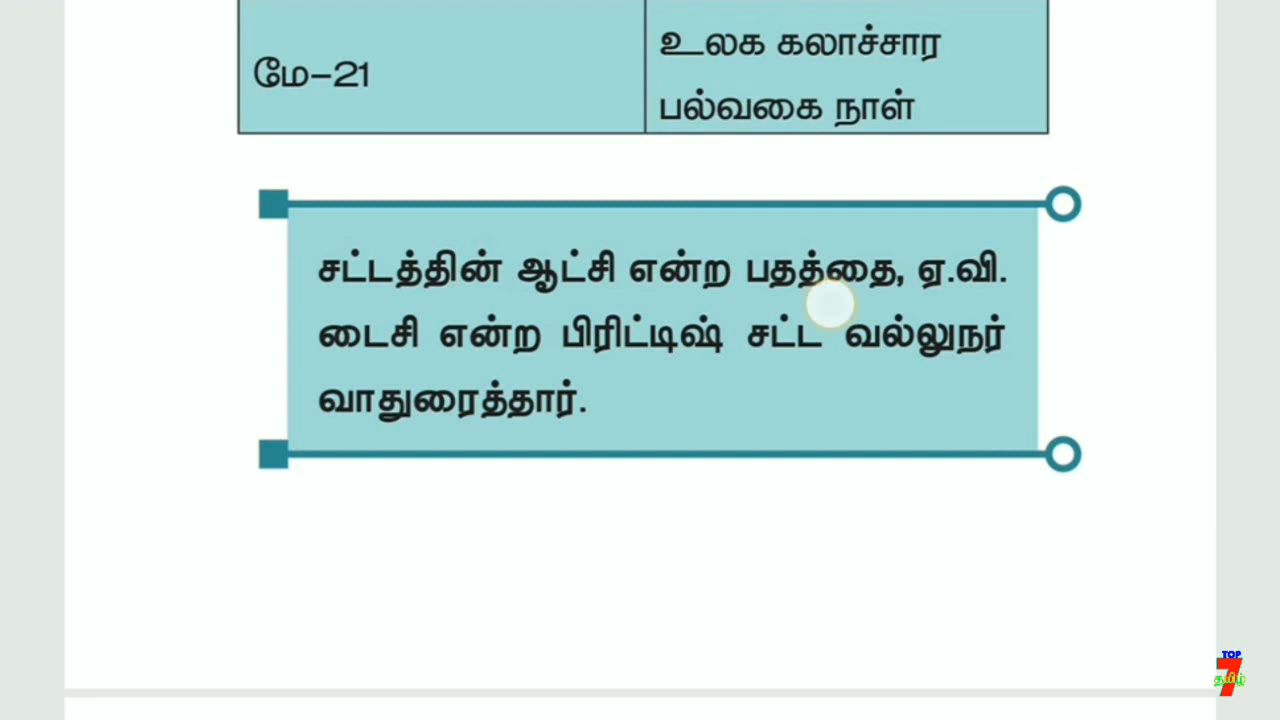 மே-21
உலக கலாச்சார
பல்வகை நாள்
சட்டத்தின் ஆட்சி என்ற பதத்தை, ஏ.வி.
டைசி என்ற பிரிட்டிஷ் சட்ட வல்லுநர்
வாதுரைத்தார்.
TOP
7
தமிழ்